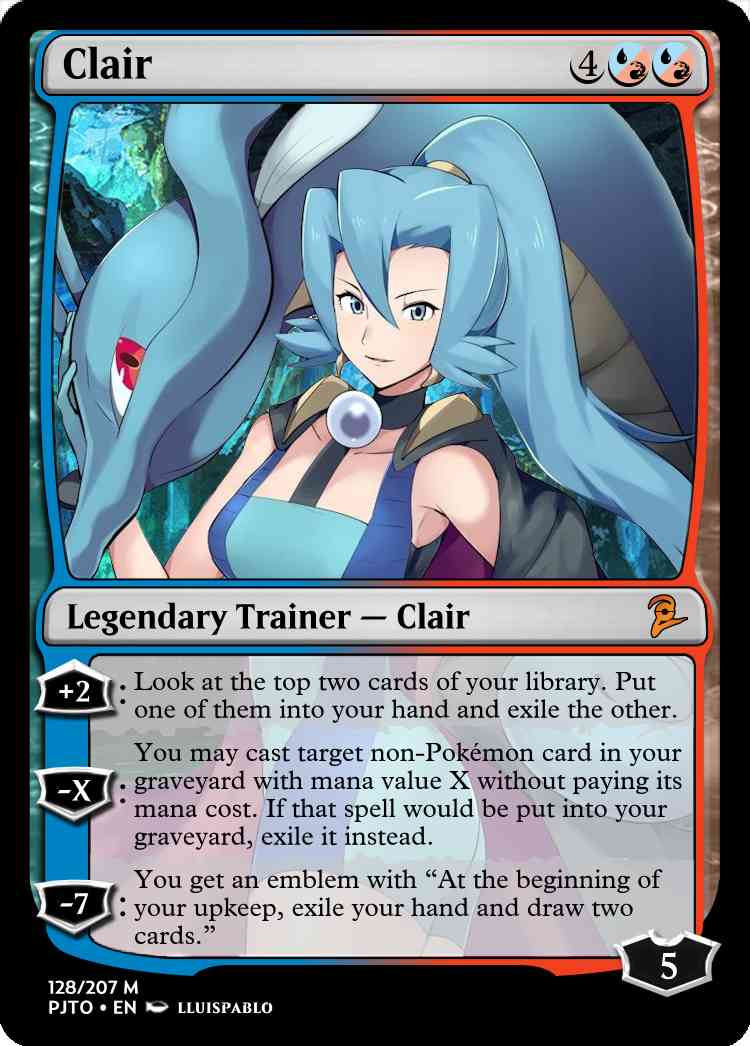 Clair 4
Legendary Trainer — Clair
+2: Look at the top two cards of your library. Put
one of them into your hand and exile the other.
You may cast target non-Pokémon card in your
–X: graveyard with mana value X without paying its
mana cost. If that spell would be put into your
graveyard, exile it instead.
You get an emblem with “At the beginning of
–7: your upkeep, exile your hand and draw two
cards.”
5
128/207 M
PJTO • EN LLUISPABLO